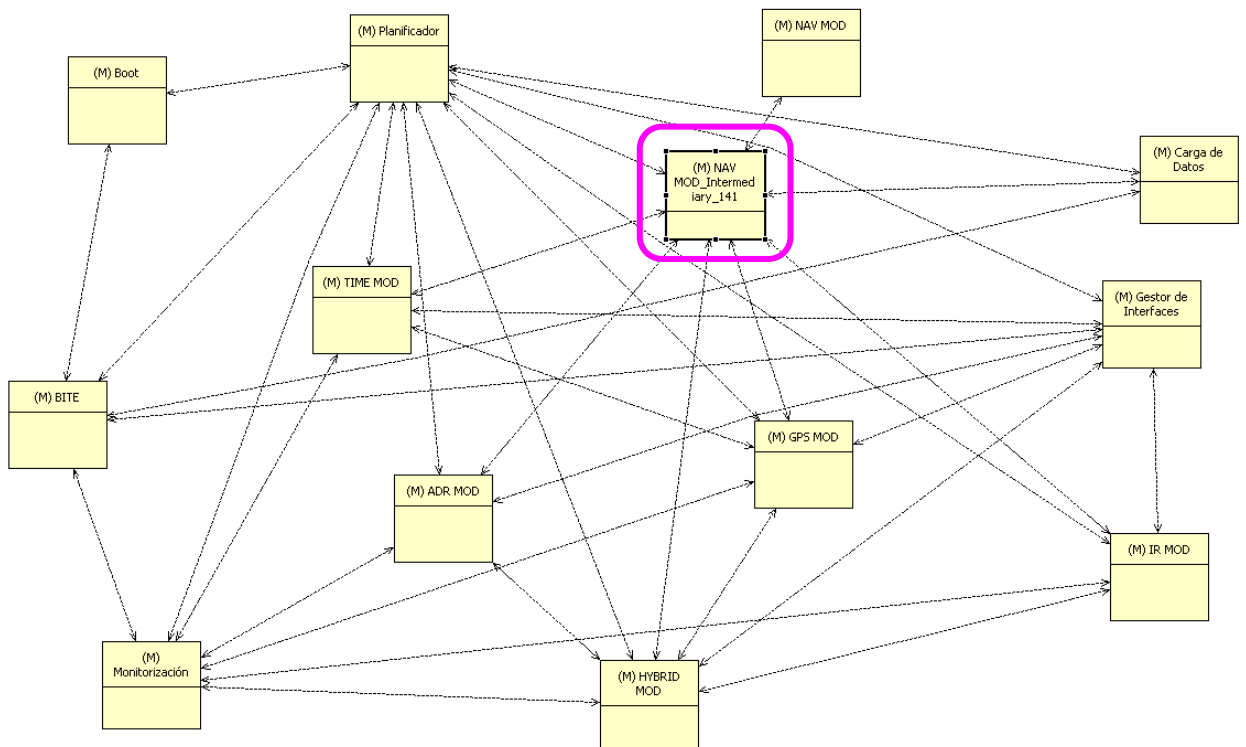 (M) NAV MOD
(M) Planificador
(M) Boot
(M) Carga de
Datos
(M) NAV
MOD_Intermed
iary_141
(M) TIME MOD
(M) Gestor de
Interfaces
(M) BITE
(M) GPS MOD
(M) ADR MOD
(M) IR MOD
(M)
Monitorización
(M) HYBRID
MOD